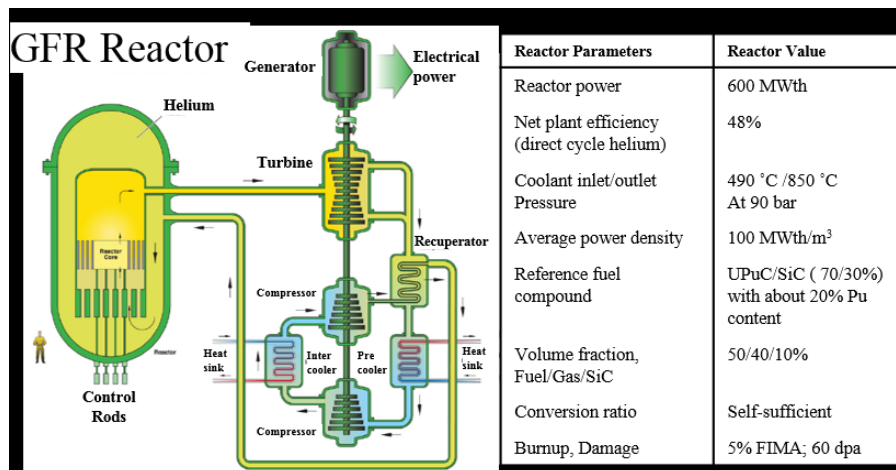 GFR Reactor
Generator
Electrical
power
Helium
Turbine
Recuperator
Reactor
Core
Compressor
Heat
sink
Inter
cooler
Pre
cooler
Heat
sink
Reactor
Control
Rods
Compressor
Reactor Parameters Reactor Value
Reactor power 600 MWth
Net plant efficiency 48%
(direct cycle helium)
Coolant inlet/outlet 490 ˚C /850 ˚C
Pressure At 90 bar
Average power density 100 MWth/m³
Reference fuel UPuC/SiC ( 70/30%)
compound with about 20% Pu
content
Volume fraction, 50/40/10%
Fuel/Gas/SiC
Conversion ratio Self-sufficient
Burnup, Damage 5% FIMA; 60 dpa